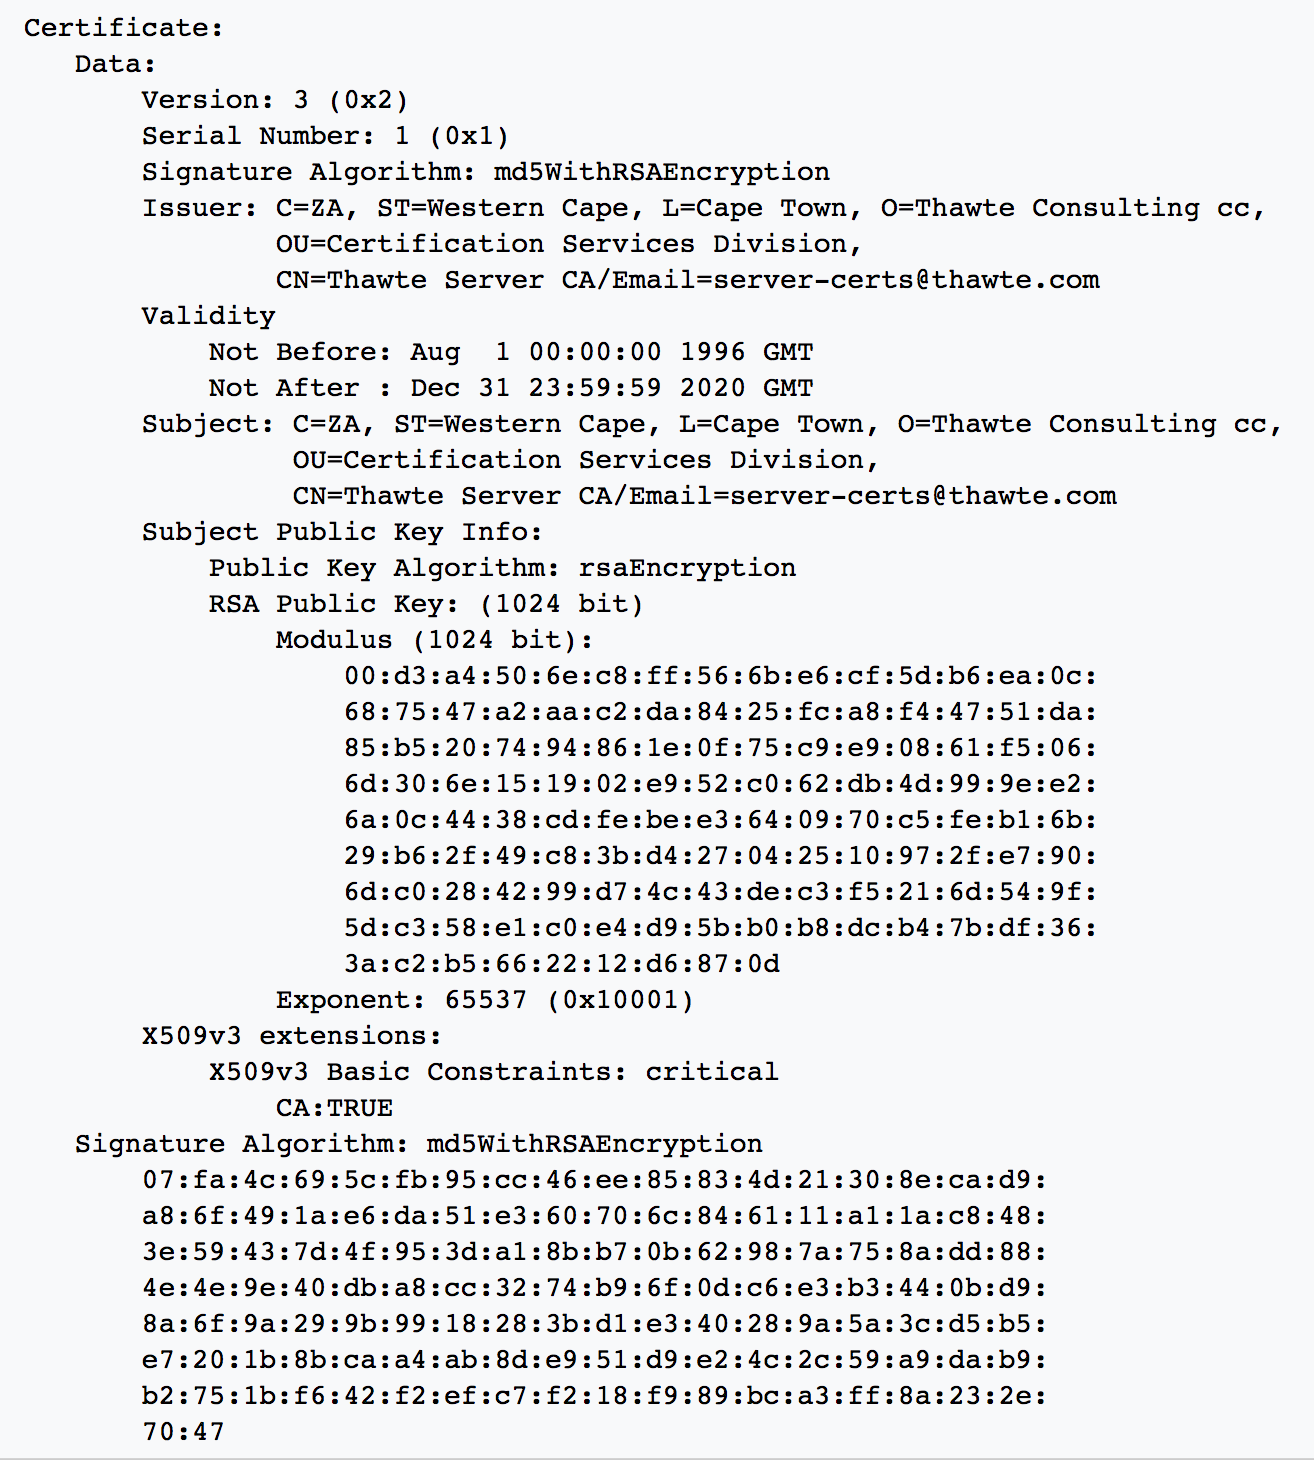 Certificate:
   Data:
       Version: 3 (0x2)
       Serial Number: 1 (0x1)
       Signature Algorithm: md5WithRSAEncryption
       Issuer: C=ZA, ST=Western Cape, L=Cape Town, O=Thawte Consulting cc,
               OU=Certification Services Division,
               CN=Thawte Server CA/Email=server-certs@thawte.com
       Validity
           Not Before: Aug  1 00:00:00 1996 GMT
           Not After : Dec 31 23:59:59 2020 GMT
       Subject: C=ZA, ST=Western Cape, L=Cape Town, O=Thawte Consulting cc,
                OU=Certification Services Division,
                CN=Thawte Server CA/Email=server-certs@thawte.com
       Subject Public Key Info:
           Public Key Algorithm: rsaEncryption
           RSA Public Key: (1024 bit)
               Modulus (1024 bit):
                   00:d3:a4:50:6e:c8:ff:56:6b:e6:cf:5d:b6:ea:0c:
                   68:75:47:a2:aa:c2:da:84:25:fc:a8:f4:47:51:da:
                   85:b5:20:74:94:86:1e:0f:75:c9:e9:08:61:f5:06:
                   6d:30:6e:15:19:02:e9:52:c0:62:db:4d:99:9e:e2:
                   6a:0c:44:38:cd:fe:be:e3:64:09:70:c5:fe:b1:6b:
                   29:b6:2f:49:c8:3b:d4:27:04:25:10:97:2f:e7:90:
                   6d:c0:28:42:99:d7:4c:43:de:c3:f5:21:6d:54:9f:
                   5d:c3:58:e1:c0:e4:d9:5b:b0:b8:dc:b4:7b:df:36:
                   3a:c2:b5:66:22:12:d6:87:0d
               Exponent: 65537 (0x10001)
       X509v3 extensions:
           X509v3 Basic Constraints: critical
               CA:TRUE
   Signature Algorithm: md5WithRSAEncryption
       07:fa:4c:69:5c:fb:95:cc:46:ee:85:83:4d:21:30:8e:ca:d9:
       a8:6f:49:1a:e6:da:51:e3:60:70:6c:84:61:11:a1:1a:c8:48:
       3e:59:43:7d:4f:95:3d:a1:8b:b7:0b:62:98:7a:75:8a:dd:88:
       4e:4e:9e:40:db:a8:cc:32:74:b9:6f:0d:c6:e3:b3:44:0b:d9:
       8a:6f:9a:29:9b:99:18:28:3b:d1:e3:40:28:9a:5a:3c:d5:b5:
       e7:20:1b:8b:ca:a4:ab:8d:e9:51:d9:e2:4c:2c:59:a9:da:b9:
       b2:75:1b:f6:42:f2:ef:c7:f2:18:f9:89:bc:a3:ff:8a:23:2e:
       70:47